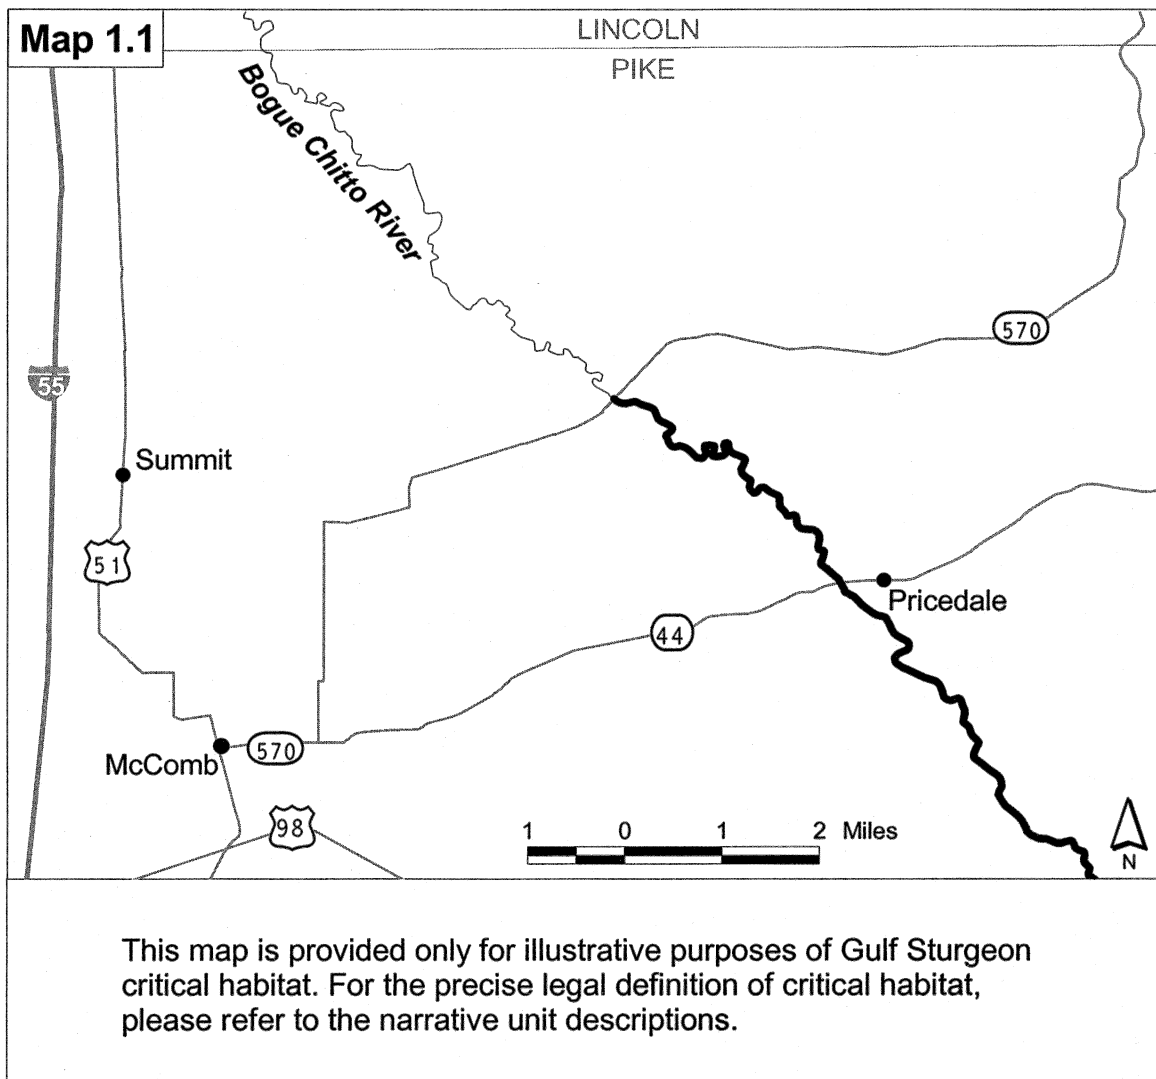 Map 1.1
LINCOLN
PIKE
Bogue Chitto River
570
55
Summit
51
Pricedale
44
McComb
570
98
1 0 1 2 Miles
N
This map is provided only for illustrative purposes of Gulf Sturgeon
critical habitat. For the precise legal definition of critical habitat,
please refer to the narrative unit descriptions.